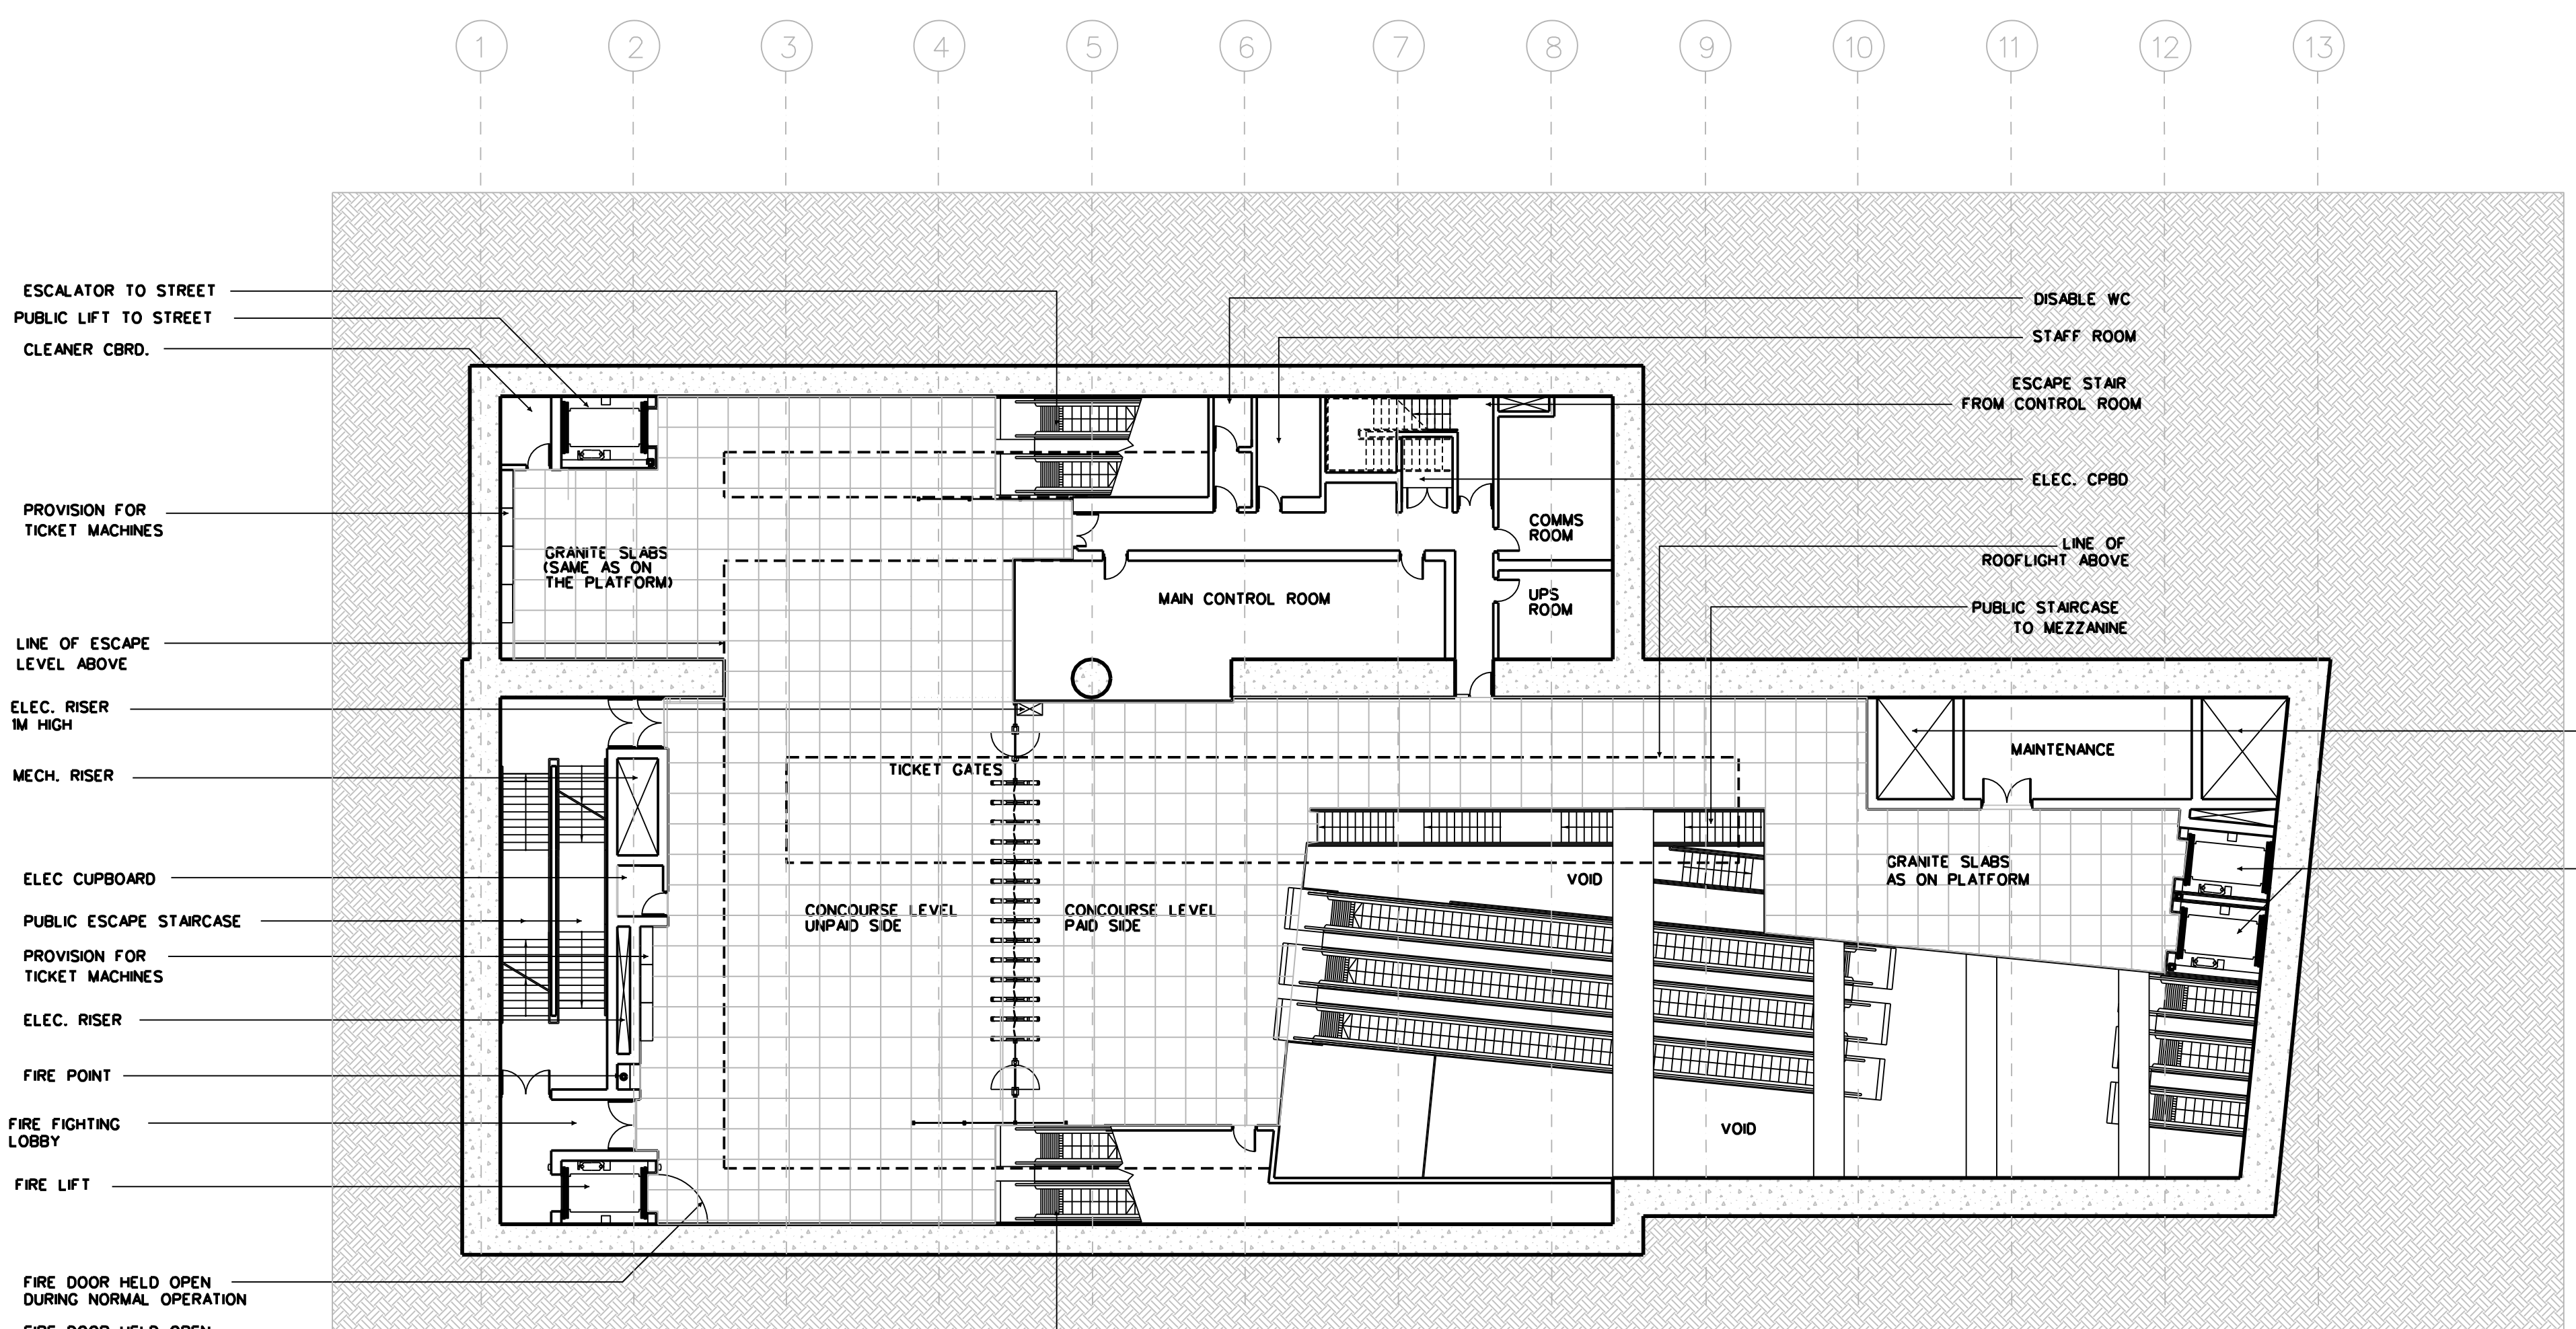 1 2 3 4 5 6 7 8 9 10 11 12 13
ESCALATOR TO STREET
PUBLIC LIFT TO STREET
CLEANER CBRD.
PROVISION FOR
TICKET MACHINES
LINE OF ESCAPE
LEVEL ABOVE
ELEC. RISER
1M HIGH
MECH. RISER
ELEC CUPBOARD
PUBLIC ESCAPE STAIRCASE
PROVISION FOR
TICKET MACHINES
ELEC. RISER
FIRE POINT
FIRE FIGHTING
LOBBY
FIRE LIFT
FIRE DOOR HELD OPEN
DURING NORMAL OPERATION
FIRE DOOR HELD OPEN
GRANITE SLABS
(SAME AS ON
THE PLATFORM)
MAIN CONTROL ROOM
COMMS
ROOM
UPS
ROOM
TICKET GATES
CONCOURSE LEVEL
UNPAID SIDE
CONCOURSE LEVEL
PAID SIDE
VOID
VOID
MAINTENANCE
GRANITE SLABS
AS ON PLATFORM
DISABLE WC
STAFF ROOM
ESCAPE STAIR
FROM CONTROL ROOM
ELEC. CPBD
LINE OF
ROOFLIGHT ABOVE
PUBLIC STAIRCASE
TO MEZZANINE